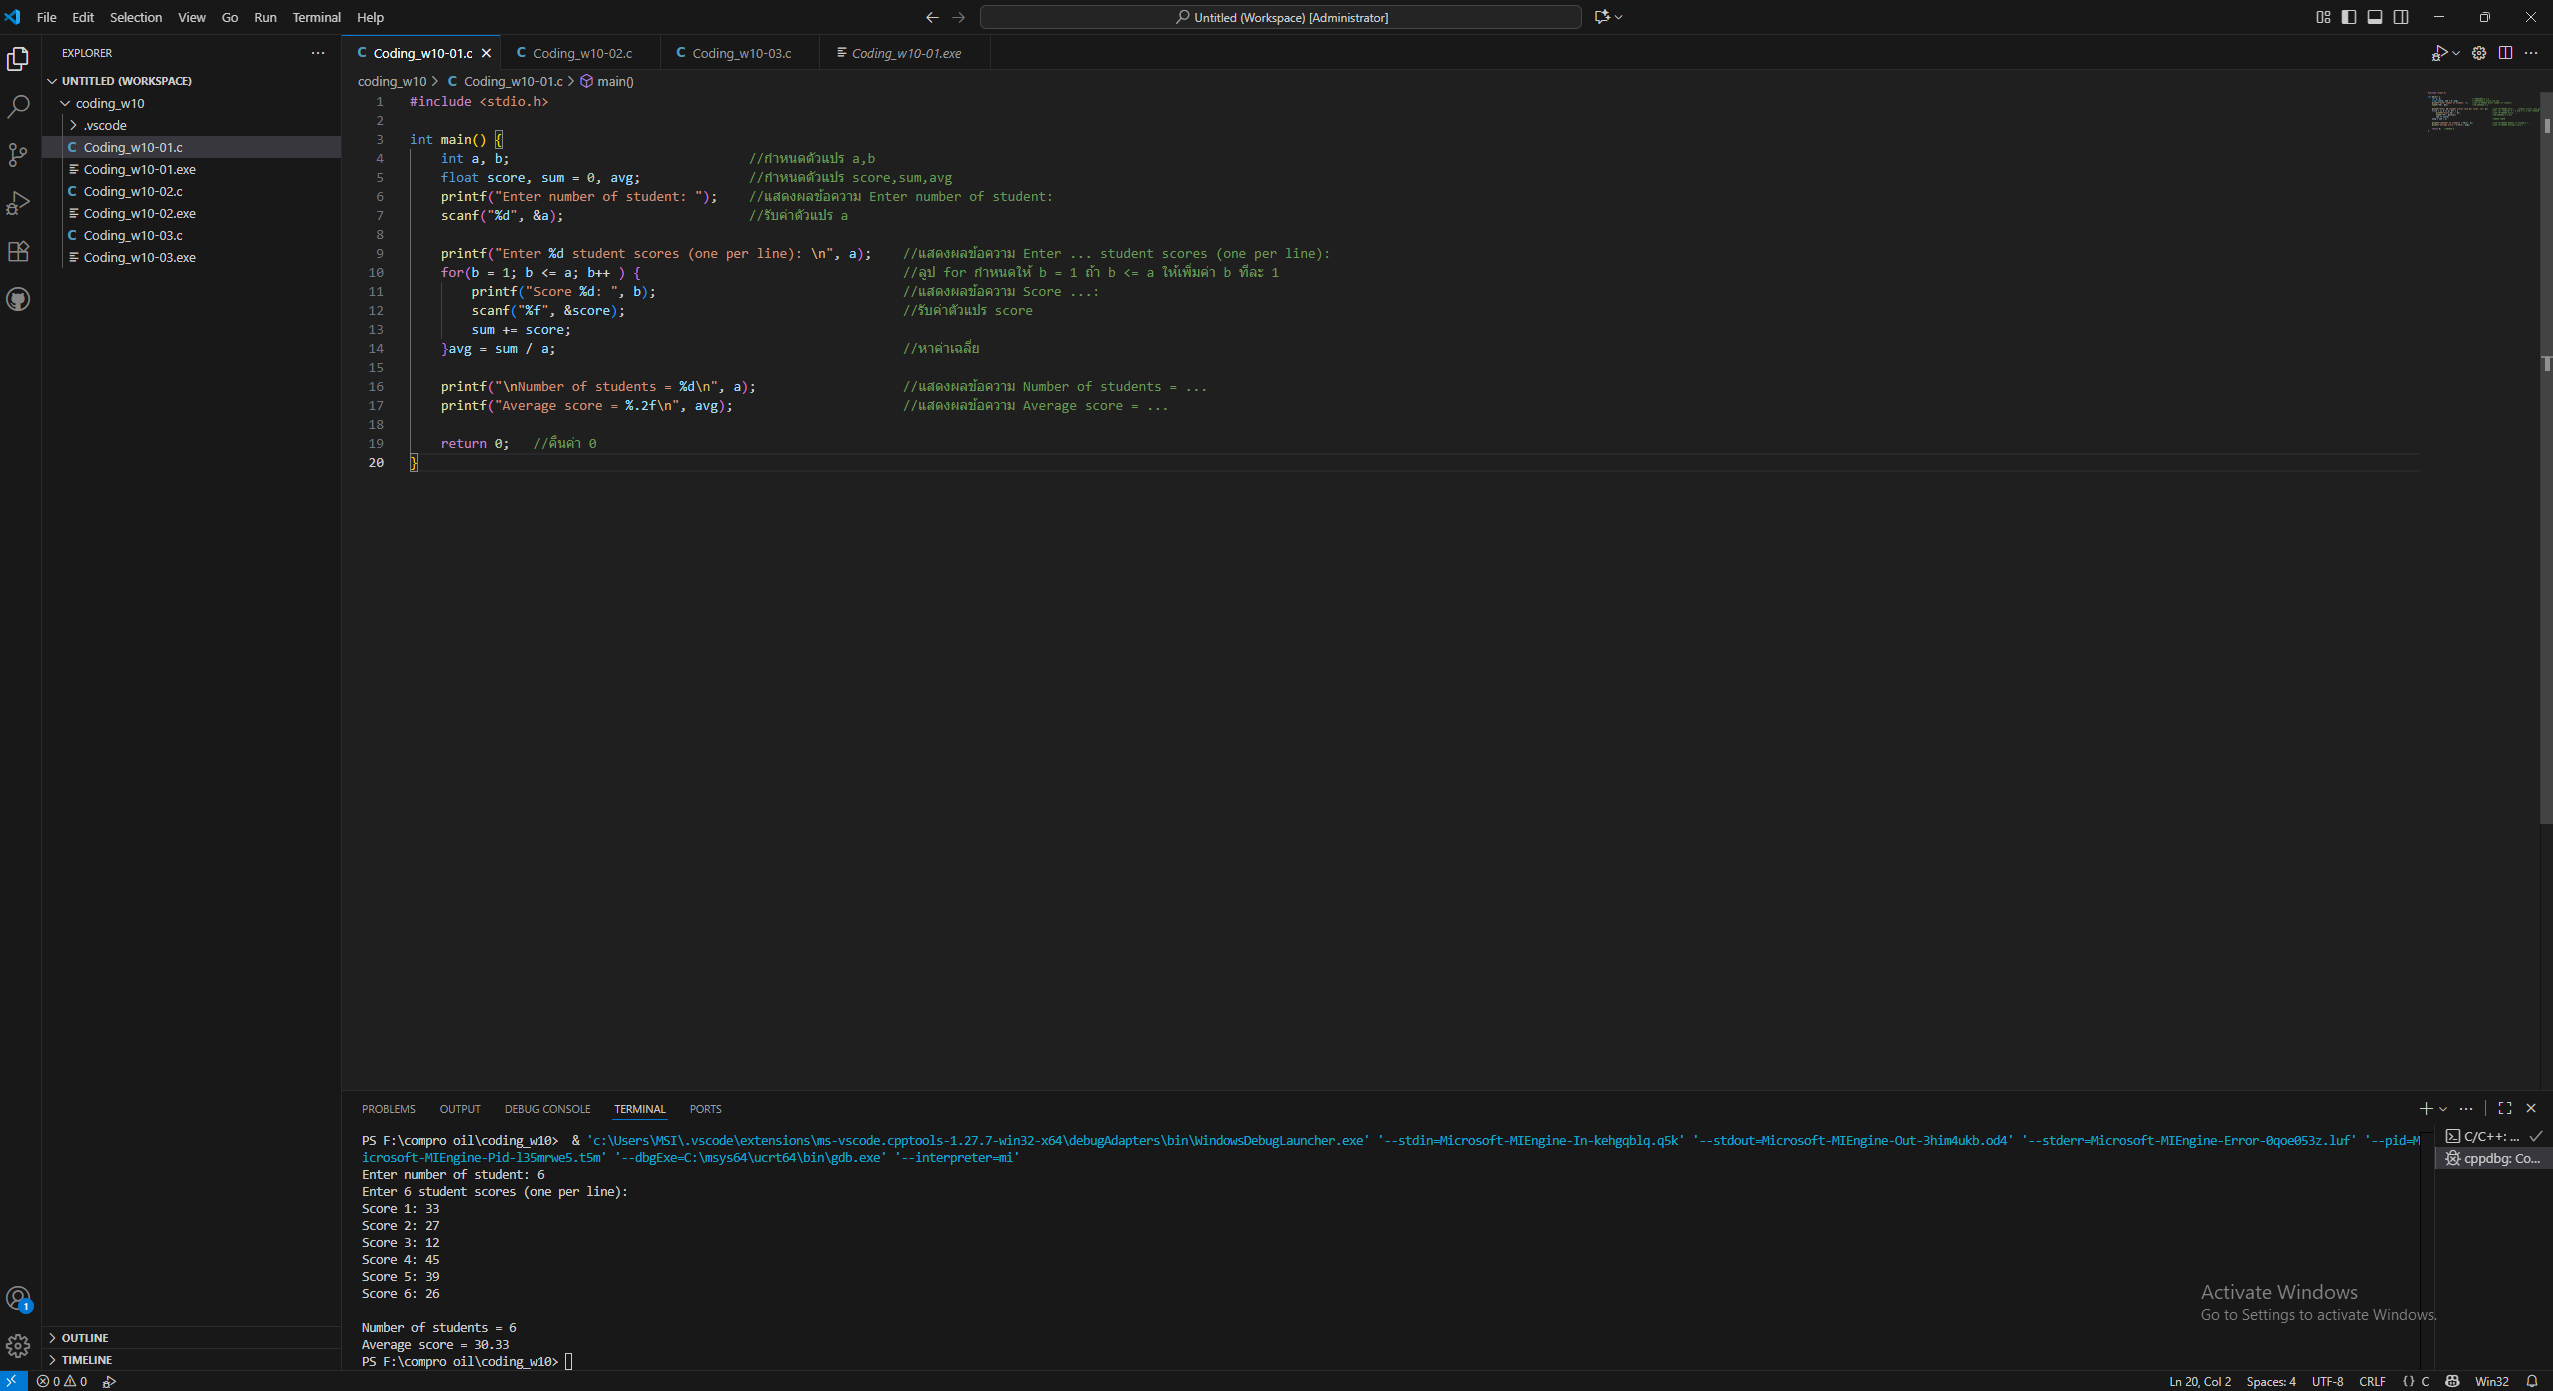 File Edit Selection View Go Run Terminal Help
Untitled (Workspace) [Administrator]
EXPLORER
UNTITLED (WORKSPACE)
coding_w10
.vscode
Coding_w10-01.c
Coding_w10-01.exe
Coding_w10-02.c
Coding_w10-02.exe
Coding_w10-03.c
Coding_w10-03.exe
OUTLINE
TIMELINE
Coding_w10-01.c Coding_w10-02.c Coding_w10-03.c Coding_w10-01.exe
coding_w10 > C Coding_w10-01.c > main()
1 #include <stdio.h>
2
3 int main() {
4 int a, b; //กำหนดตัวแปร a,b
5 float score, sum = 0, avg; //กำหนดตัวแปร score,sum,avg
6 printf("Enter number of student: "); //แสดงผลข้อความ Enter number of student:
7 scanf("%d", &a); //รับค่าตัวแปร a
8
9 printf("Enter %d student scores (one per line): \n", a); //แสดงผลข้อความ Enter ... student scores (one per line):
10 for(b = 1; b <= a; b++ ) { //ลูป for กำหนดให้ b = 1 ถ้า b <= a ให้เพิ่มค่า b ทีละ 1
11 printf("Score %d: ", b); //แสดงผลข้อความ Score ...:
12 scanf("%f", &score); //รับค่าตัวแปร score
13 sum += score;
14 }avg = sum / a; //หาค่าเฉลี่ย
15
16 printf("\nNumber of students = %d\n", a); //แสดงผลข้อความ Number of students = ...
17 printf("Average score = %.2f\n", avg); //แสดงผลข้อความ Average score = ...
18
19 return 0; //คืนค่า 0
20 }
PROBLEMS OUTPUT DEBUG CONSOLE TERMINAL PORTS
PS F:\compro oil\coding_w10> & 'c:\Users\MSI\.vscode\extensions\ms-vscode.cpptools-1.27.7-win32-x64\debugAdapters\bin\WindowsDebugLauncher.exe' '--stdin=Microsoft-MIEngine-In-kehgqblq.q5k' '--stdout=Microsoft-MIEngine-Out-3him4ukb.od4' '--stderr=Microsoft-MIEngine-Error-0qoe053z.luf' '--pid=M
icrosoft-MIEngine-Pid-l35mrwe5.t5m' '--dbgExe=C:\msys64\ucrt64\bin\gdb.exe' '--interpreter=mi'
Enter number of student: 6
Enter 6 student scores (one per line):
Score 1: 33
Score 2: 27
Score 3: 12
Score 4: 45
Score 5: 39
Score 6: 26
Number of students = 6
Average score = 30.33
PS F:\compro oil\coding_w10>
C/C++: ...
cppdbg: Co...
Activate Windows
Go to Settings to activate Windows.
1
0 0
Ln 20, Col 2 Spaces: 4 UTF-8 CRLF {} C Win32